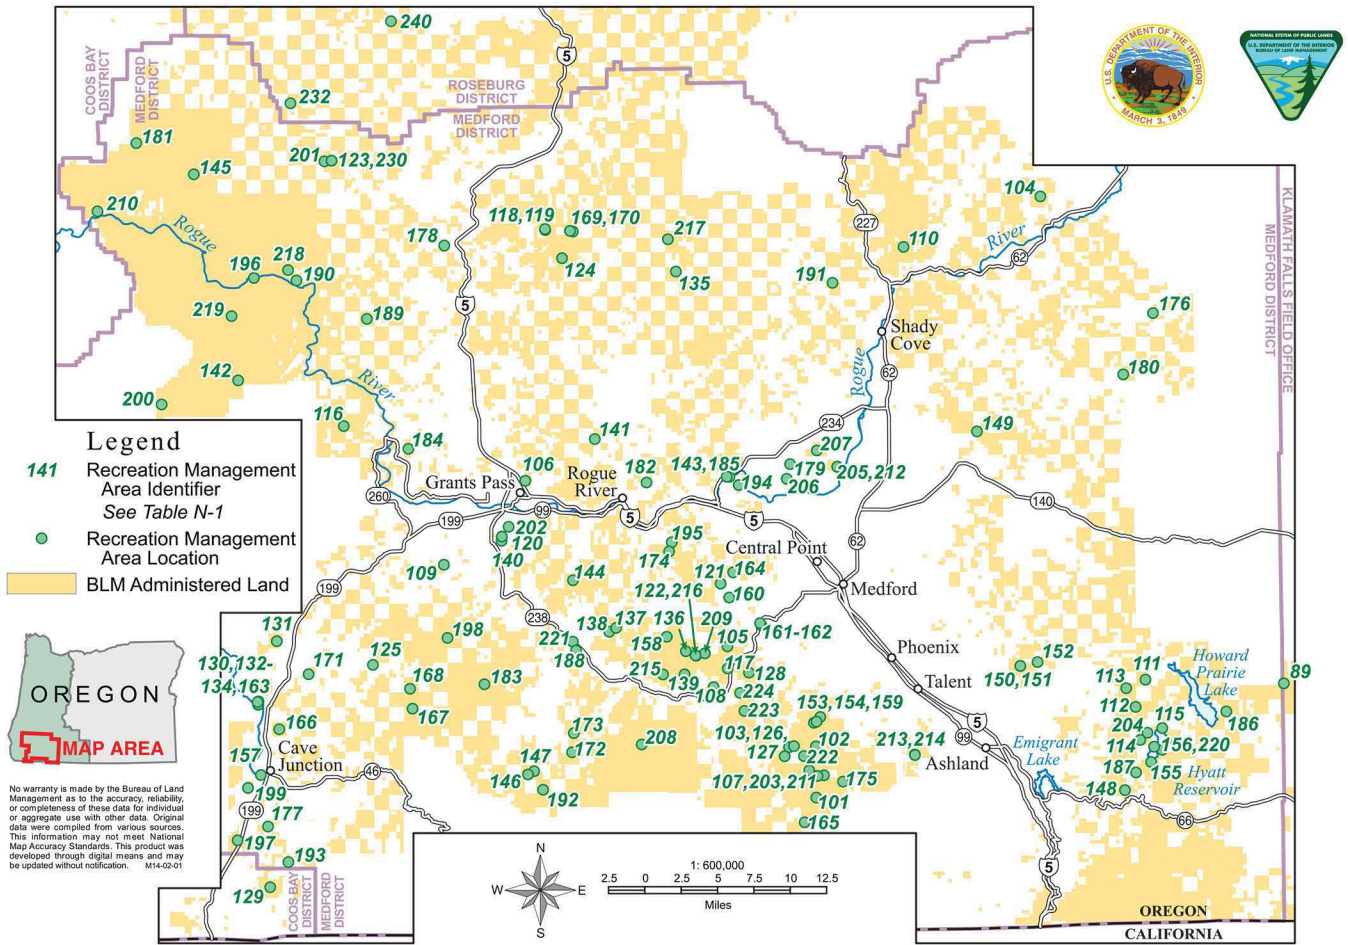 240
5
U.S. DEPARTMENT OF THE INTERIOR
MARCH 3, 1849
NATIONAL SYSTEM OF PUBLIC LANDS
U.S. DEPARTMENT OF THE INTERIOR
BUREAU OF LAND MANAGEMENT
COOS BAY
DISTRICT
MEDFORD
DISTRICT
ROSEBURG
DISTRICT
MEDFORD
DISTRICT
232
181
201
123,230
145
210
Rogue
118,119
169,170
217
178
124
135
227
104
110
River
62
191
KLAMATH FALLS FIELD OFFICE
MEDFORD DISTRICT
218
196
190
219
189
5
176
Shady
Cove
142
River
Rogue
62
180
200
116
184
141
234
207
149
106
182
143,185
179
205,212
194
206
Grants Pass
Rogue
River
260
199
99
5
5
140
62
Legend
141
Recreation Management
Area Identifier
See Table N-1
Recreation Management
Area Location
BLM Administered Land
202
120
140
195
174
Central Point
109
199
144
121
164
Medford
122,216
160
238
131
198
221
138
137
136
209
158
105
161-162
188
Phoenix
130, 132-
134,163
171
125
168
183
215
139
117
128
108
224
Talent
152
150,151
113
111
Howard
Prairie
Lake
89
112
186
167
223
153,154,159
166
173
172
208
103,126,
127
102
222
213,214
5
99
204
115
114
156,220
Emigrant
Lake
Ashland
187
155
Hyatt
Reservoir
148
157
Cave
Junction
46
147
146
192
107,203,211
175
101
165
66
199
199
177
197
193
129
5
COOS BAY
DISTRICT
MEDFORD
DISTRICT
OREGON
MAP AREA
No warranty is made by the Bureau of Land
Management as to the accuracy, reliability,
or completeness of these data for individual
or aggregate use with other data. Original
data were compiled from various sources.
This information may not meet National
Map Accuracy Standards. This product was
developed through digital means and may
be updated without notification. M14-02-01
N
W E
S
1: 600,000
2.5 0 2.5 5 7.5 10 12.5
Miles
OREGON
CALIFORNIA